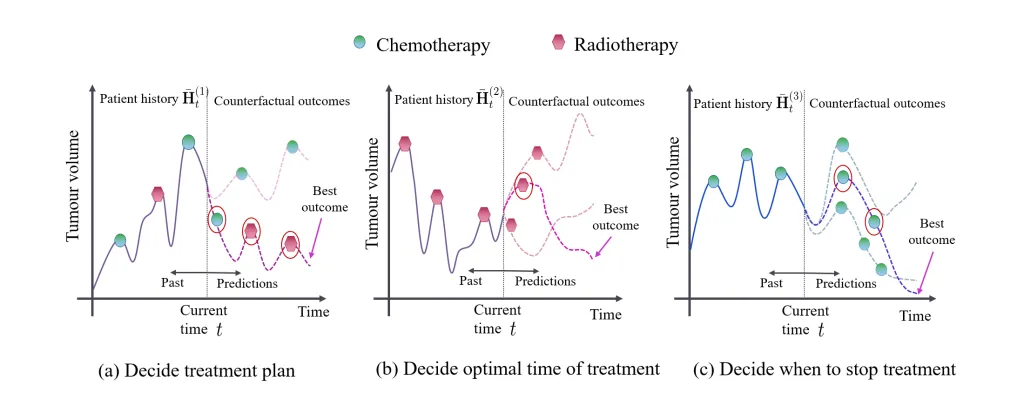 Chemotherapy
Radiotherapy
Tumour volume
Patient history H̄ₜ⁽¹⁾
Counterfactual outcomes
Best
outcome
Past
Predictions
Current
time t
Time
(a) Decide treatment plan
Tumour volume
Patient history H̄ₜ⁽²⁾
Counterfactual outcomes
Best
outcome
Past
Predictions
Current
time t
Time
(b) Decide optimal time of treatment
Tumour volume
Patient history H̄ₜ⁽³⁾
Counterfactual outcomes
Best
outcome
Past
Predictions
Current
time t
Time
(c) Decide when to stop treatment